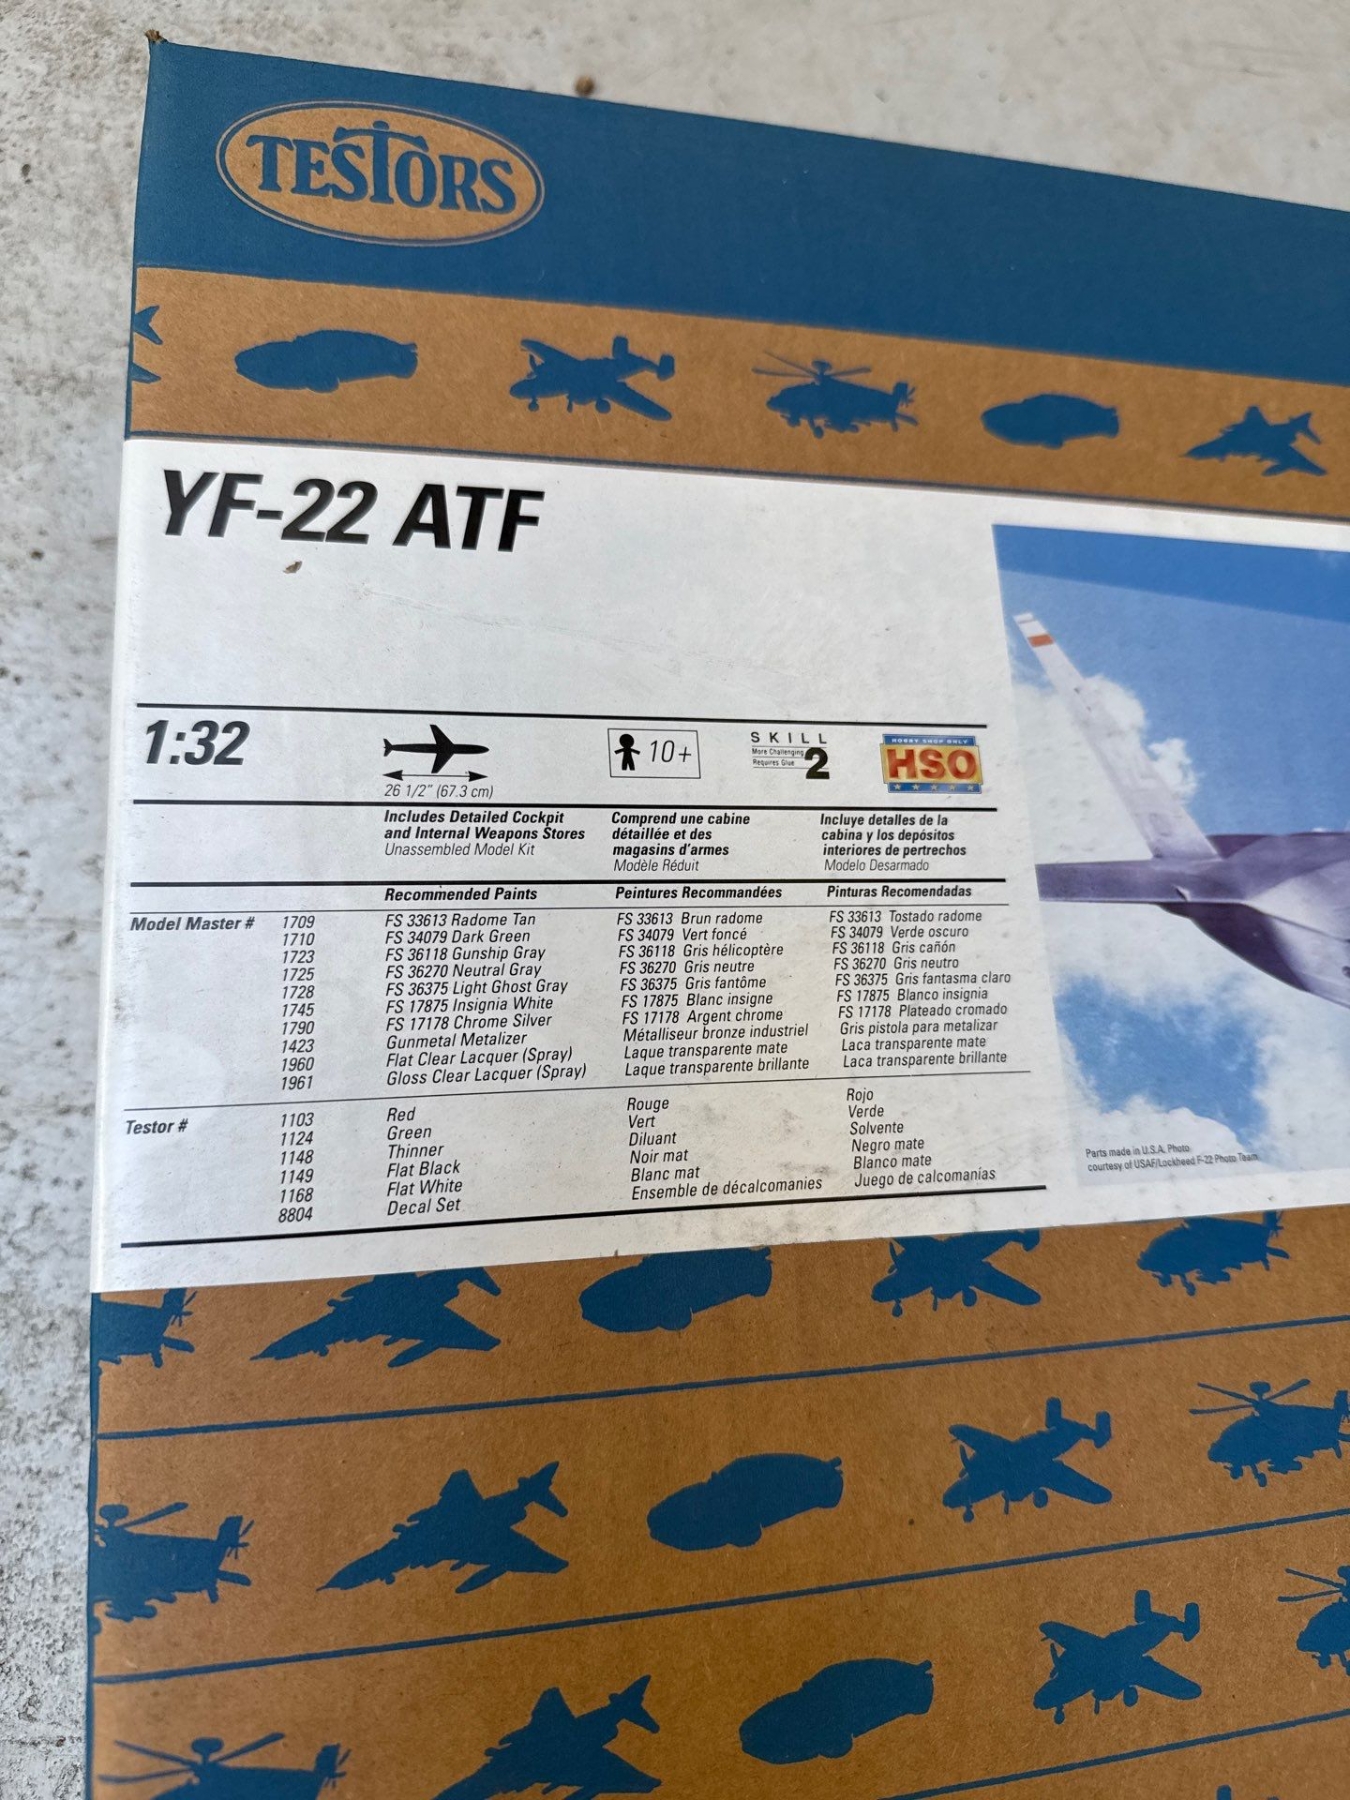 TESTORS
YF-22 ATF
1:32
26 1/2" (67.3 cm)
10+
SKILL
More Challenging
Requires Glue
2
HOBBY SHOP ONLY
HSO
Includes Detailed Cockpit
and Internal Weapons Stores
Unassembled Model Kit
Comprend une cabine
détaillée et des
magasins d'armes
Modèle Réduit
Incluye detalles de la
cabina y los depósitos
interiores de pertrechos
Modelo Desarmado
Recommended Paints Peintures Recommandées Pinturas Recomendadas
Model Master # 1709 FS 33613 Radome Tan FS 33613 Brun radome FS 33613 Tostado radome
1710 FS 34079 Dark Green FS 34079 Vert foncé FS 34079 Verde oscuro
1723 FS 36118 Gunship Gray FS 36118 Gris hélicoptère FS 36118 Gris cañón
1725 FS 36270 Neutral Gray FS 36270 Gris neutre FS 36270 Gris neutro
1728 FS 36375 Light Ghost Gray FS 36375 Gris fantôme FS 36375 Gris fantasma claro
1745 FS 17875 Insignia White FS 17875 Blanc insigne FS 17875 Blanco insignia
1790 FS 17178 Chrome Silver FS 17178 Argent chrome FS 17178 Plateado cromado
1423 Gunmetal Metalizer Métalliseur bronze industriel Gris pistola para metalizar
1960 Flat Clear Lacquer (Spray) Laque transparente mate Laca transparente mate
1961 Gloss Clear Lacquer (Spray) Laque transparente brillante Laca transparente brillante
Testor # 1103 Red Rouge Rojo
1124 Green Vert Verde
1148 Thinner Diluant Solvente
1149 Flat Black Noir mat Negro mate
1168 Flat White Blanc mat Blanco mate
8804 Decal Set Ensemble de décalcomanies Juego de calcomanías
Parts made in U.S.A. Photo
courtesy of USAF/Lockheed F-22 Photo Team